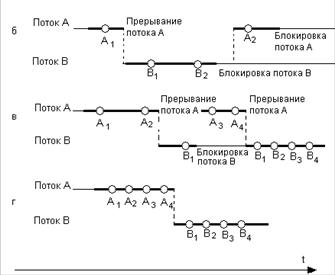 б Поток А Прерывание потока А Блокировка потока А
A1 A2
Поток В B1 B2 Блокировка потока В
в Поток А Прерывание потока А Прерывание потока А
A1 A2 A3 A4
Поток В Блокировка потока В
B1 B1 B2 B3 B4
г Поток А
A1 A2 A3 A4
Поток В
B1 B2 B3 B4
t